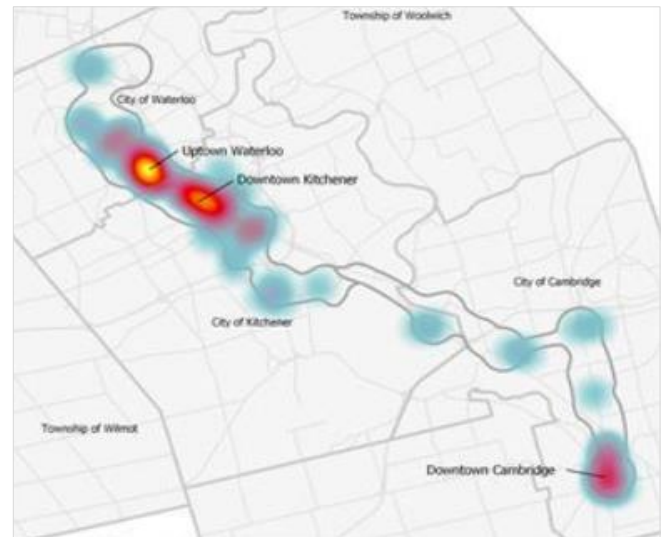 Township of Woolwich
City of Waterloo
Uptown Waterloo
Downtown Kitchener
City of Cambridge
City of Kitchener
Township of Wilmot
Downtown Cambridge